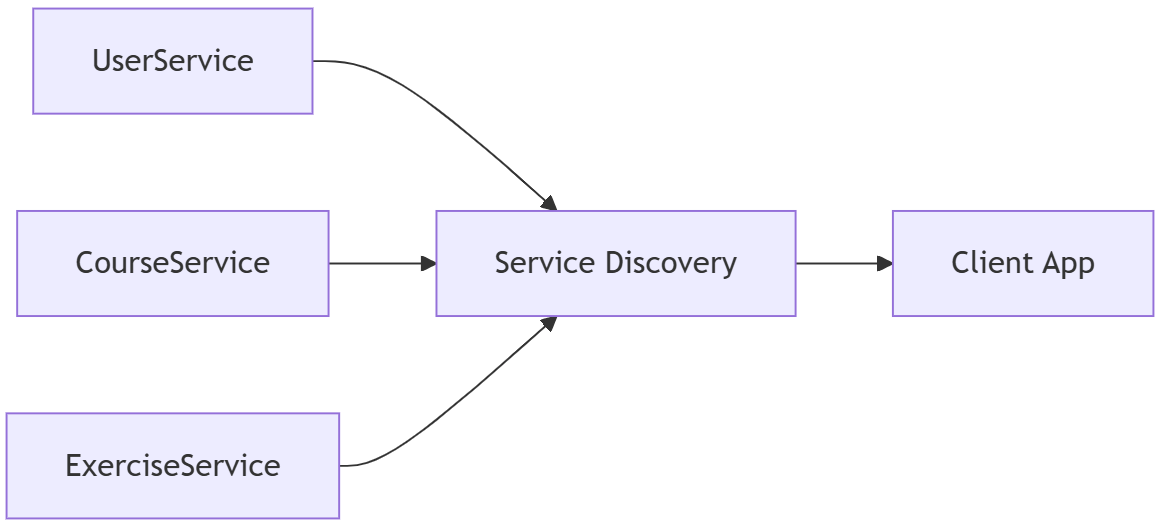 UserService
CourseService
Service Discovery
Client App
ExerciseService